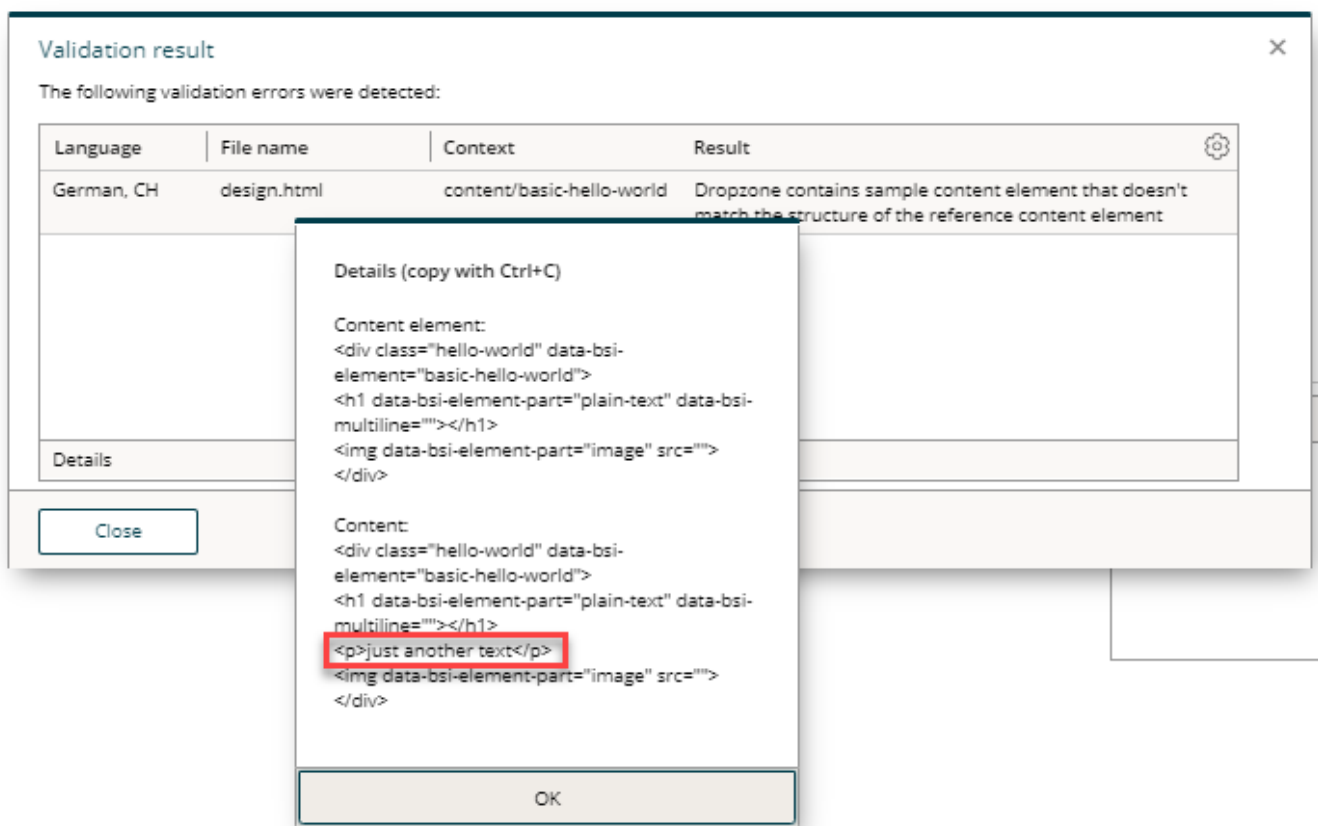 Validation result
The following validation errors were detected:
Language File name Context Result
German, CH design.html content/basic-hello-world Dropzone contains sample content element that doesn't
match the structure of the reference content element
Details (copy with Ctrl+C)
Content element:
<div class="hello-world" data-bsi-
element="basic-hello-world">
<h1 data-bsi-element-part="plain-text" data-bsi-
multiline=""></h1>
<img data-bsi-element-part="image" src="">
</div>
Details
Content:
<div class="hello-world" data-bsi-
element="basic-hello-world">
<h1 data-bsi-element-part="plain-text" data-bsi-
multiline=""></h1>
<p>just another text</p>
<img data-bsi-element-part="image" src="">
</div>
Close
OK